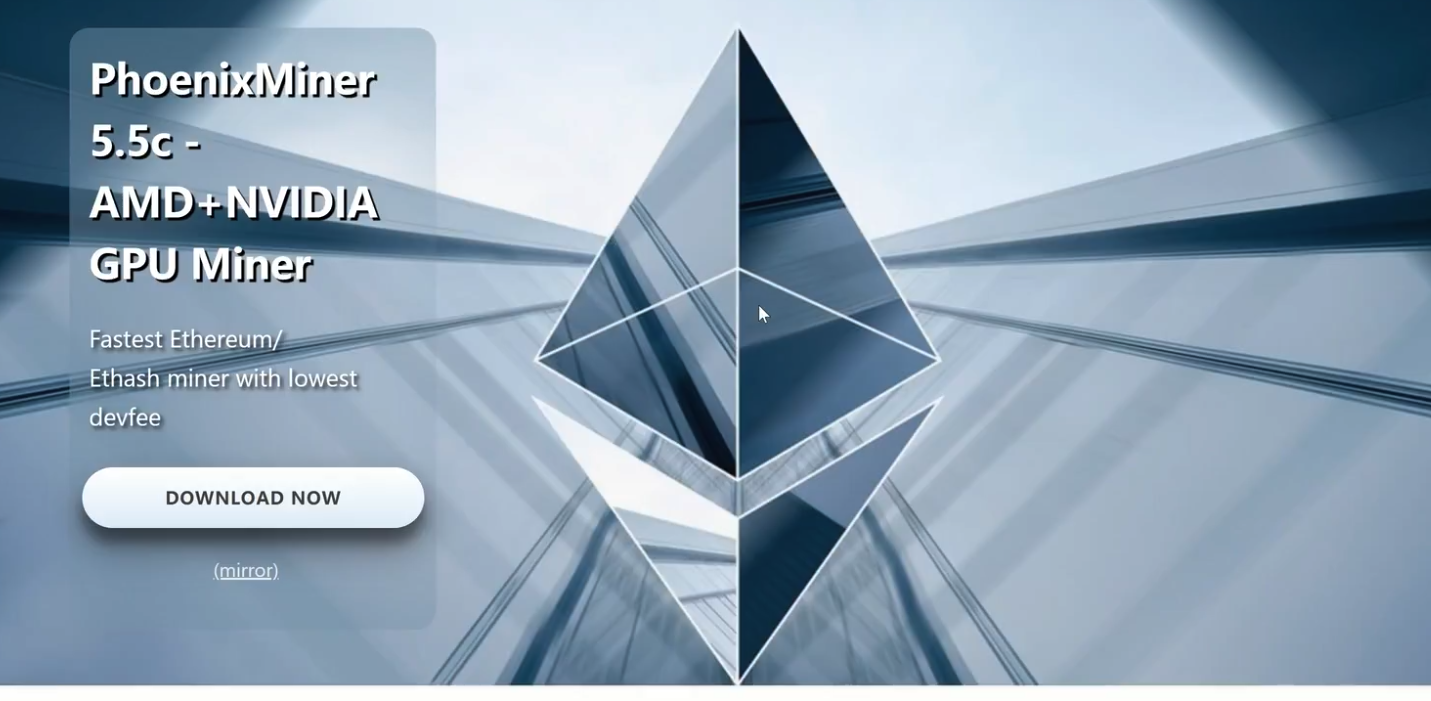 PhoenixMiner
5.5c -
AMD+NVIDIA
GPU Miner
Fastest Ethereum/
Ethash miner with lowest
devfee
DOWNLOAD NOW
(mirror)